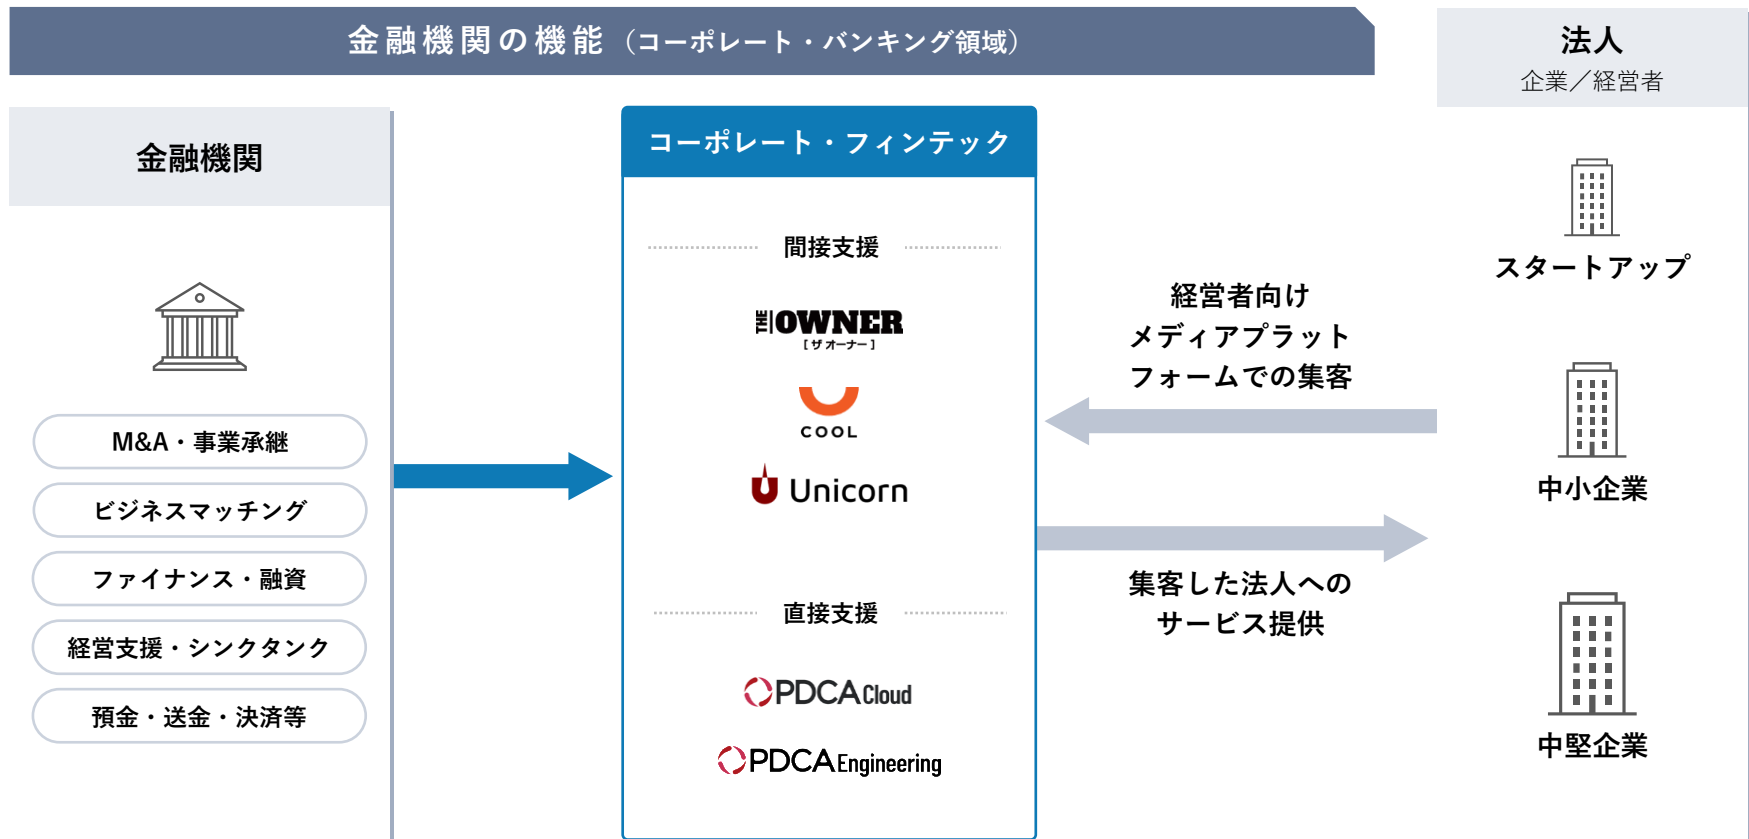 金融機関の機能（コーポレート・バンキング領域）
法人
企業／経営者
金融機関
M&A・事業承継
ビジネスマッチング
ファイナンス・融資
経営支援・シンクタンク
預金・送金・決済等
コーポレート・フィンテック
間接支援
THE OWNER
[ ザ オーナー ]
COOL
Unicorn
直接支援
PDCA Cloud
PDCA Engineering
経営者向け
メディアプラット
フォームでの集客
集客した法人への
サービス提供
スタートアップ
中小企業
中堅企業